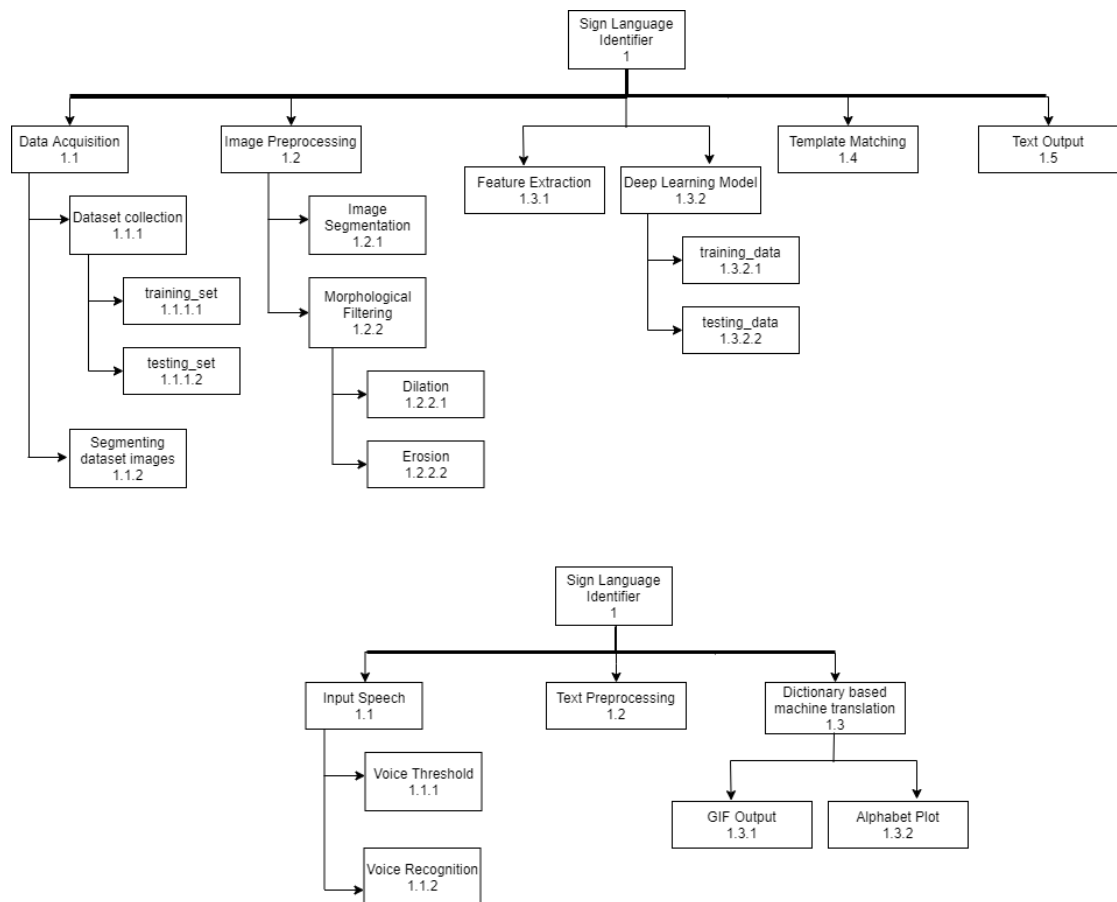 Sign Language
Identifier
1
Data Acquisition
1.1
Image Preprocessing
1.2
Template Matching
1.4
Text Output
1.5
Feature Extraction
1.3.1
Deep Learning Model
1.3.2
Dataset collection
1.1.1
Image
Segmentation
1.2.1
training_data
1.3.2.1
training_set
1.1.1.1
Morphological
Filtering
1.2.2
testing_data
1.3.2.2
testing_set
1.1.1.2
Dilation
1.2.2.1
Segmenting
dataset images
1.1.2
Erosion
1.2.2.2
Sign Language
Identifier
1
Input Speech
1.1
Text Preprocessing
1.2
Dictionary based
machine translation
1.3
Voice Threshold
1.1.1
GIF Output
1.3.1
Alphabet Plot
1.3.2
Voice Recognition
1.1.2